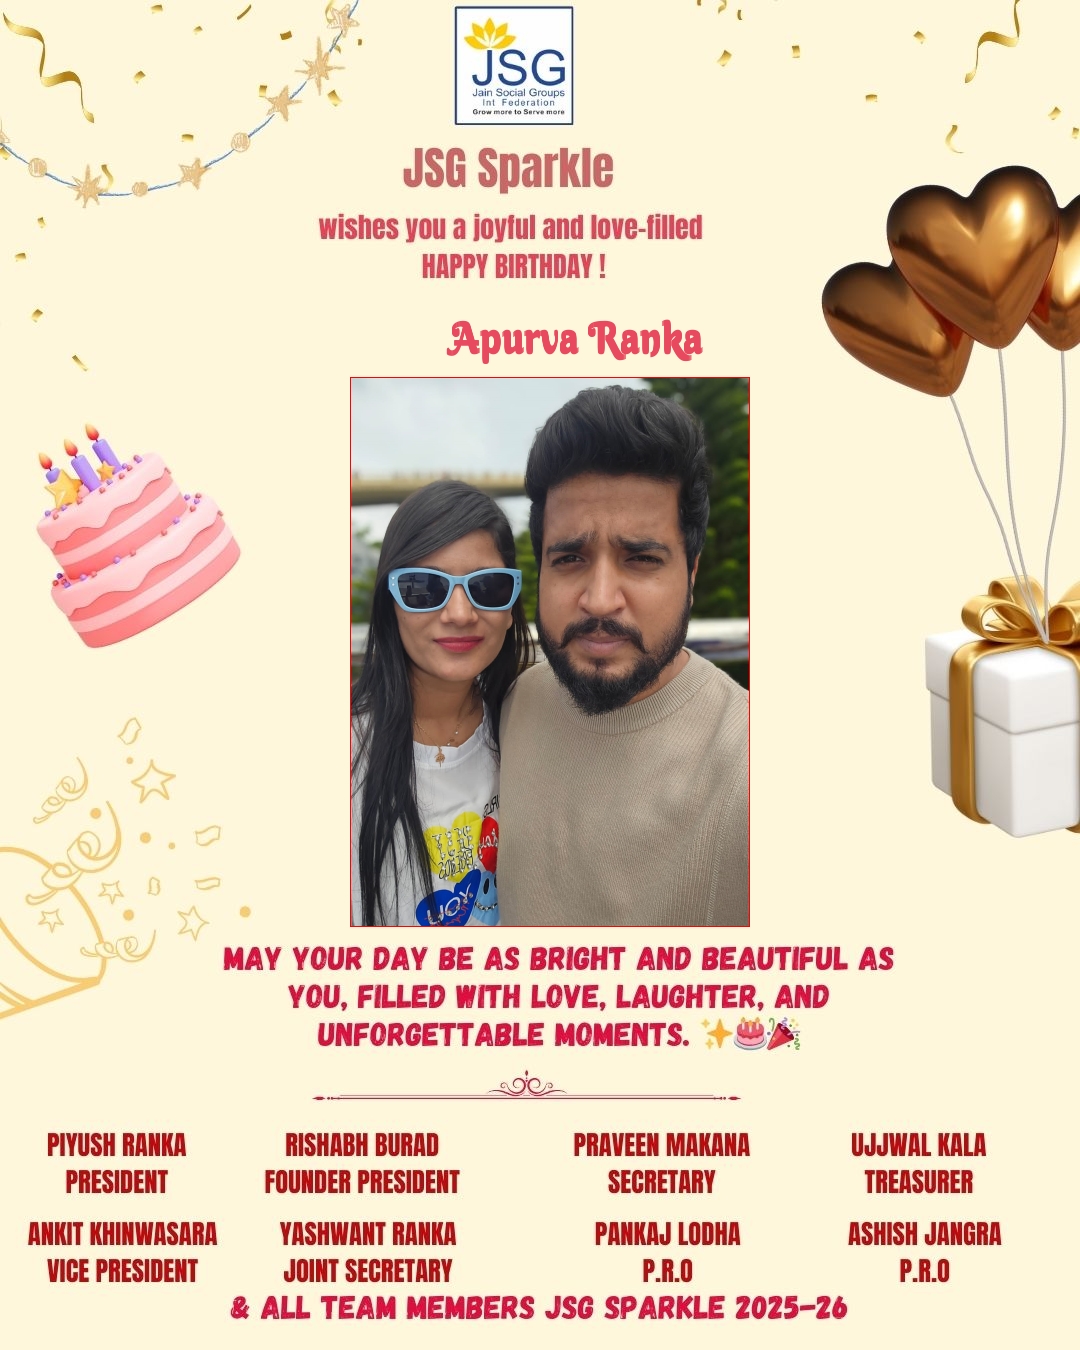 JSG
Jain Social Groups
Int Federation
Grow more to Serve more
JSG Sparkle
wishes you a joyful and love-filled
HAPPY BIRTHDAY !
Apurva Ranka
MAY YOUR DAY BE AS BRIGHT AND BEAUTIFUL AS
YOU, FILLED WITH LOVE, LAUGHTER, AND
UNFORGETTABLE MOMENTS. ✨🎂🎉
PIYUSH RANKA
PRESIDENT
RISHABH BURAD
FOUNDER PRESIDENT
PRAVEEN MAKANA
SECRETARY
UJJWAL KALA
TREASURER
ANKIT KHINWASARA
VICE PRESIDENT
YASHWANT RANKA
JOINT SECRETARY
PANKAJ LODHA
P.R.O
ASHISH JANGRA
P.R.O
& ALL TEAM MEMBERS JSG SPARKLE 2025-26